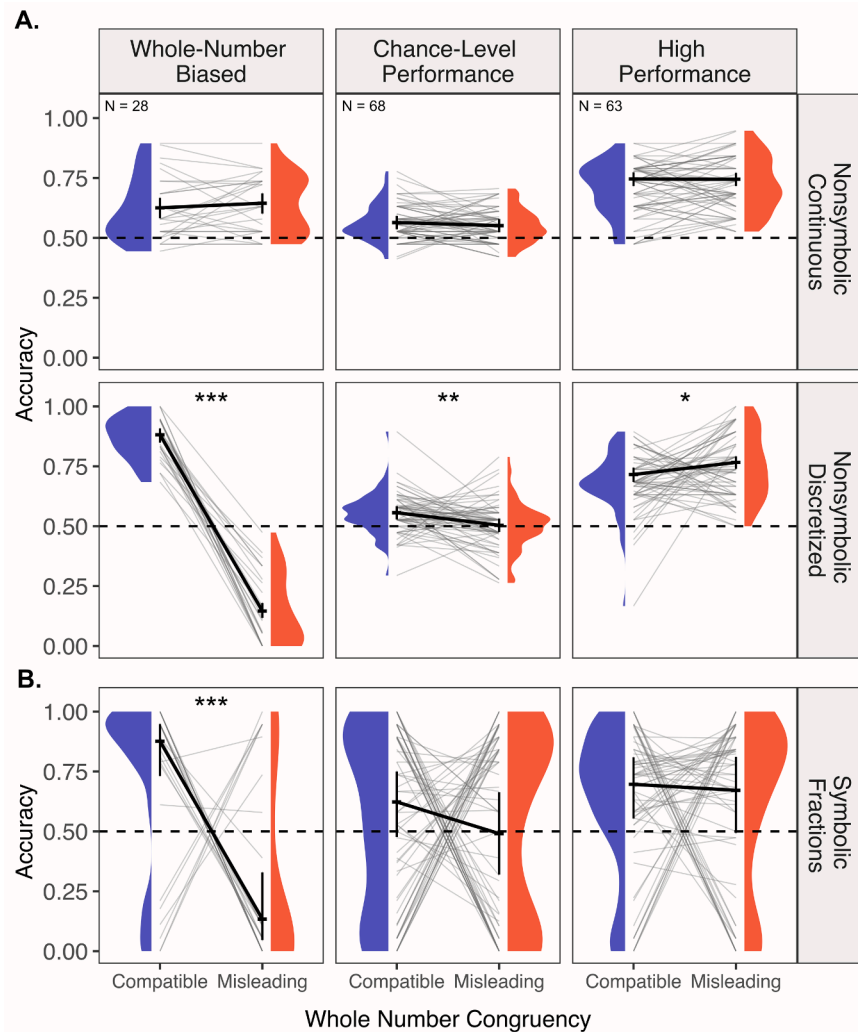 A.
Whole-Number
Biased
Chance-Level
Performance
High
Performance
N = 28
N = 68
N = 63
1.00
0.75
0.50
0.25
0.00
Nonsymbolic
Continuous
Accuracy
***
**
*
1.00
0.75
0.50
0.25
0.00
Nonsymbolic
Discretized
B.
***
1.00
0.75
0.50
0.25
0.00
Accuracy
Symbolic
Fractions
Compatible Misleading
Compatible Misleading
Compatible Misleading
Whole Number Congruency